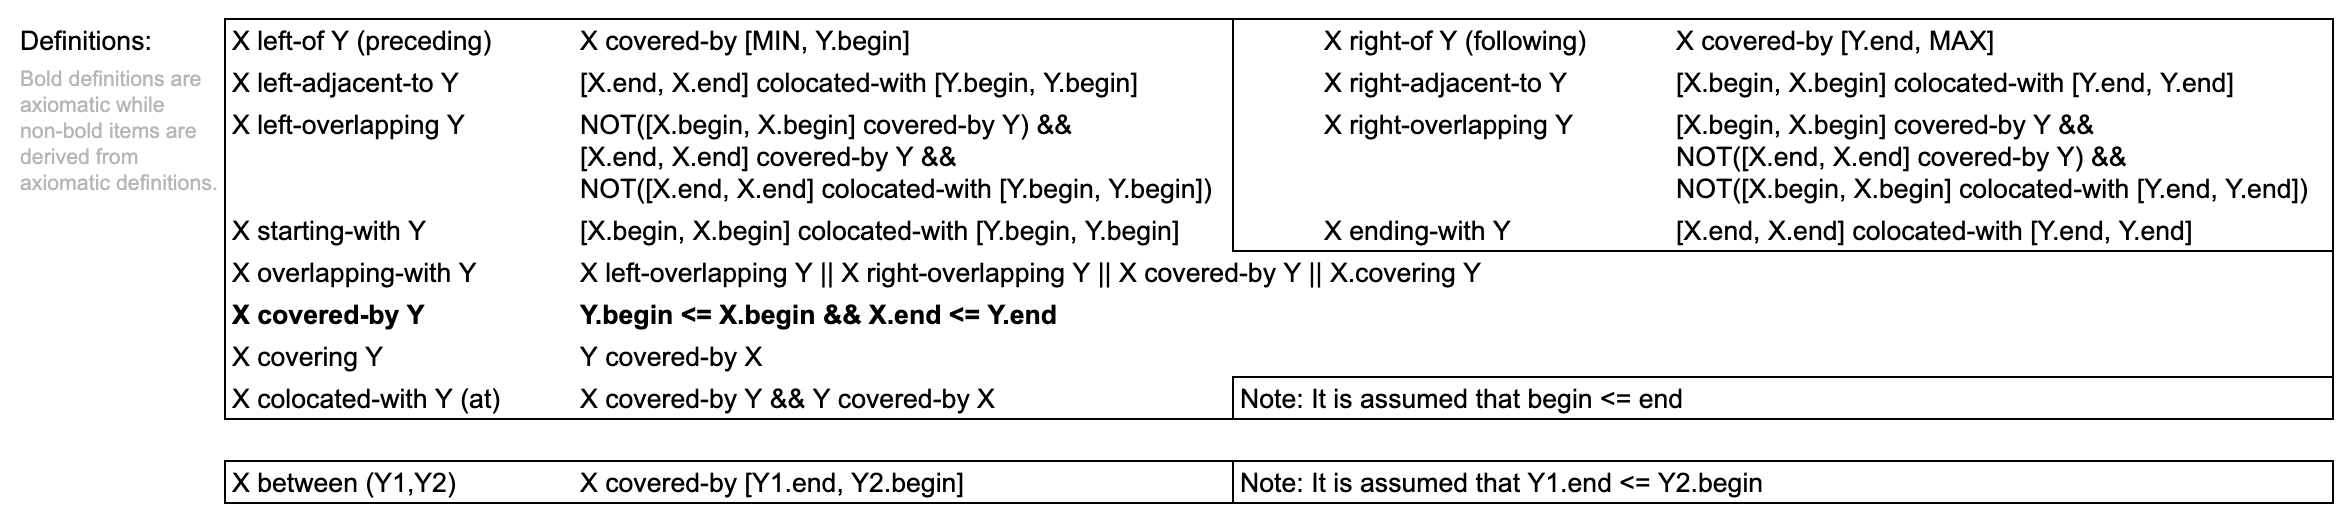 Definitions:
Bold definitions are
axiomatic while
non-bold items are
derived from
axiomatic definitions.
X left-of Y (preceding) X covered-by [MIN, Y.begin] X right-of Y (following) X covered-by [Y.end, MAX]
X left-adjacent-to Y [X.end, X.end] colocated-with [Y.begin, Y.begin] X right-adjacent-to Y [X.begin, X.begin] colocated-with [Y.end, Y.end]
X left-overlapping Y NOT([X.begin, X.begin] covered-by Y) && X right-overlapping Y [X.begin, X.begin] covered-by Y &&
[X.end, X.end] covered-by Y && NOT([X.end, X.end] covered-by Y) &&
NOT([X.end, X.end] colocated-with [Y.begin, Y.begin]) NOT([X.begin, X.begin] colocated-with [Y.end, Y.end])
X starting-with Y [X.begin, X.begin] colocated-with [Y.begin, Y.begin] X ending-with Y [X.end, X.end] colocated-with [Y.end, Y.end]
X overlapping-with Y X left-overlapping Y || X right-overlapping Y || X covered-by Y || X.covering Y
X covered-by Y Y.begin <= X.begin && X.end <= Y.end
X covering Y Y covered-by X
X colocated-with Y (at) X covered-by Y && Y covered-by X Note: It is assumed that begin <= end
X between (Y1,Y2) X covered-by [Y1.end, Y2.begin] Note: It is assumed that Y1.end <= Y2.begin